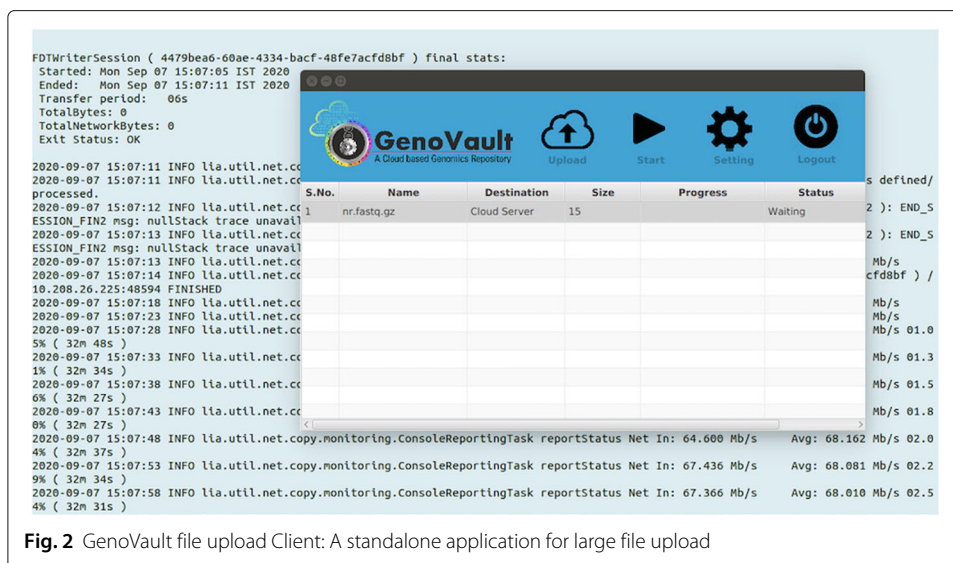 FDTWriterSession ( 4479bea6-60ae-4334-bacf-48fe7acfd8bf ) final stats:
Started: Mon Sep 07 15:07:05 IST 2020
Ended:   Mon Sep 07 15:07:11 IST 2020
Transfer period:   06s
TotalBytes: 0
TotalNetworkBytes: 0
Exit Status: OK
2020-09-07 15:07:11 INFO lia.util.net.co
2020-09-07 15:07:11 INFO lia.util.net.co s defined/
processed.
2020-09-07 15:07:12 INFO lia.util.net.co 2 ): END_S
ESSION_FIN2 msg: nullStack trace unavail
2020-09-07 15:07:13 INFO lia.util.net.co 2 ): END_S
ESSION_FIN2 msg: nullStack trace unavail
2020-09-07 15:07:13 INFO lia.util.net.co Mb/s
2020-09-07 15:07:14 INFO lia.util.net.co cfd8bf ) /
10.208.26.225:48594 FINISHED
2020-09-07 15:07:18 INFO lia.util.net.co Mb/s
2020-09-07 15:07:23 INFO lia.util.net.co Mb/s
2020-09-07 15:07:28 INFO lia.util.net.co Mb/s 01.0
5% ( 32m 48s )
2020-09-07 15:07:33 INFO lia.util.net.co Mb/s 01.3
1% ( 32m 34s )
2020-09-07 15:07:38 INFO lia.util.net.co Mb/s 01.5
6% ( 32m 27s )
2020-09-07 15:07:43 INFO lia.util.net.co Mb/s 01.8
0% ( 32m 27s )
2020-09-07 15:07:48 INFO lia.util.net.copy.monitoring.ConsoleReportingTask reportStatus Net In: 64.600 Mb/s Avg: 68.162 Mb/s 02.0
4% ( 32m 37s )
2020-09-07 15:07:53 INFO lia.util.net.copy.monitoring.ConsoleReportingTask reportStatus Net In: 67.436 Mb/s Avg: 68.081 Mb/s 02.2
9% ( 32m 34s )
2020-09-07 15:07:58 INFO lia.util.net.copy.monitoring.ConsoleReportingTask reportStatus Net In: 67.366 Mb/s Avg: 68.010 Mb/s 02.5
4% ( 32m 31s )
GenoVault
A Cloud based Genomics Repository
Upload Start Setting Logout
S.No. Name Destination Size Progress Status
1 nr.fastq.gz Cloud Server 15 Waiting
Fig. 2 GenoVault file upload Client: A standalone application for large file upload